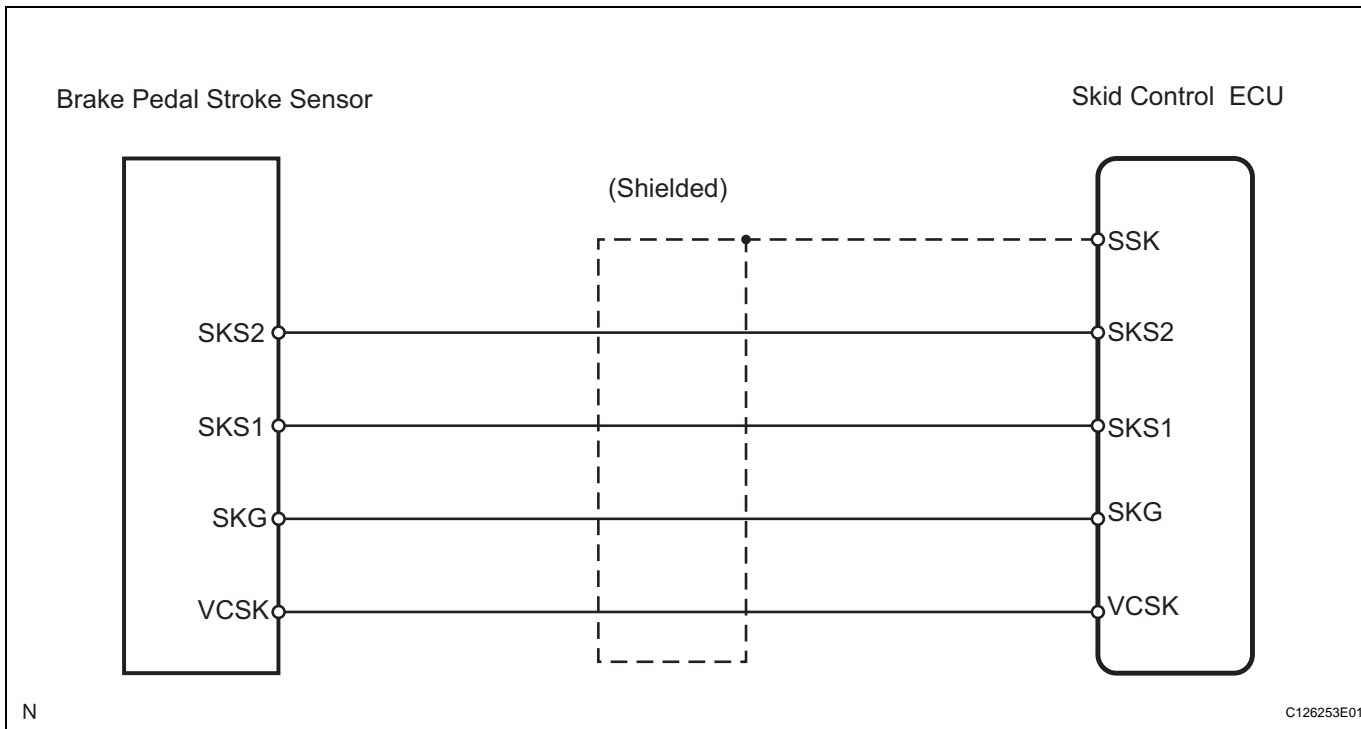 Brake Pedal Stroke Sensor
Skid Control ECU
(Shielded)
SSK
SKS2
SKS2
SKS1
SKS1
SKG
SKG
VCSK
VCSK
N
C126253E01